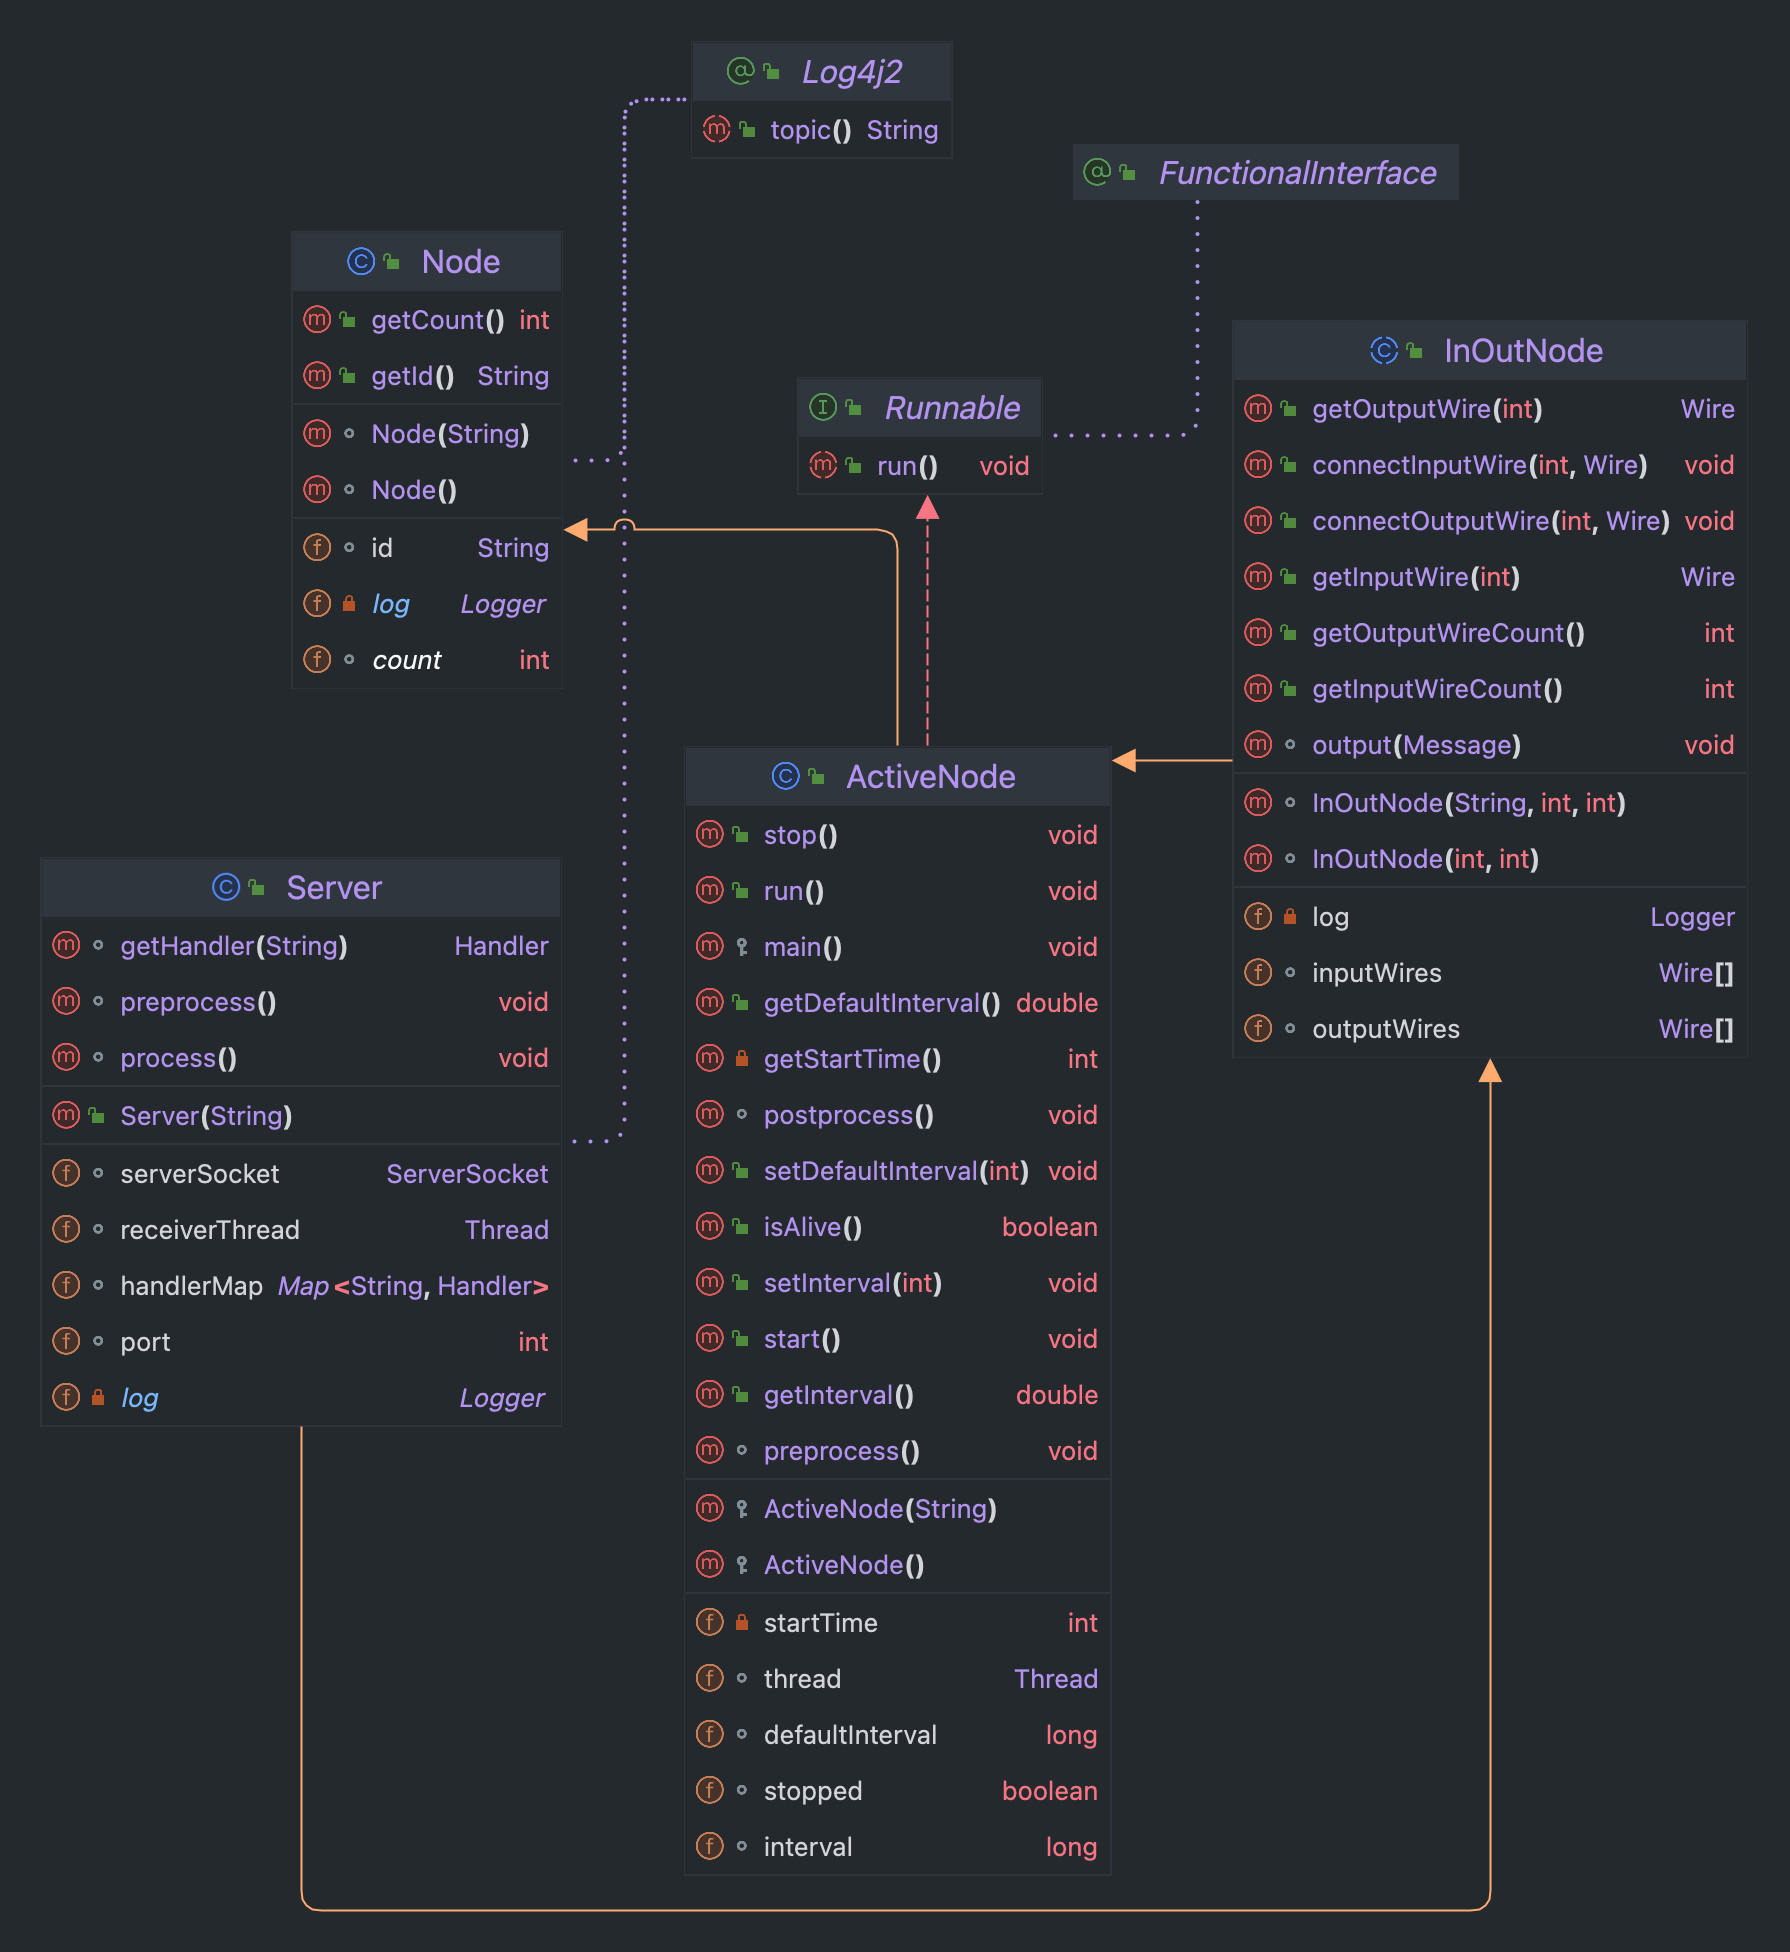 Log4j2
topic() String
FunctionalInterface
Node
getCount() int
getId() String
Node(String)
Node()
id String
log Logger
count int
Runnable
run() void
InOutNode
getOutputWire(int) Wire
connectInputWire(int, Wire) void
connectOutputWire(int, Wire) void
getInputWire(int) Wire
getOutputWireCount() int
getInputWireCount() int
output(Message) void
InOutNode(String, int, int)
InOutNode(int, int)
log Logger
inputWires Wire[]
outputWires Wire[]
ActiveNode
stop() void
run() void
main() void
getDefaultInterval() double
getStartTime() int
postprocess() void
setDefaultInterval(int) void
isAlive() boolean
setInterval(int) void
start() void
getInterval() double
preprocess() void
ActiveNode(String)
ActiveNode()
startTime int
thread Thread
defaultInterval long
stopped boolean
interval long
Server
getHandler(String) Handler
preprocess() void
process() void
Server(String)
serverSocket ServerSocket
receiverThread Thread
handlerMap Map<String, Handler>
port int
log Logger